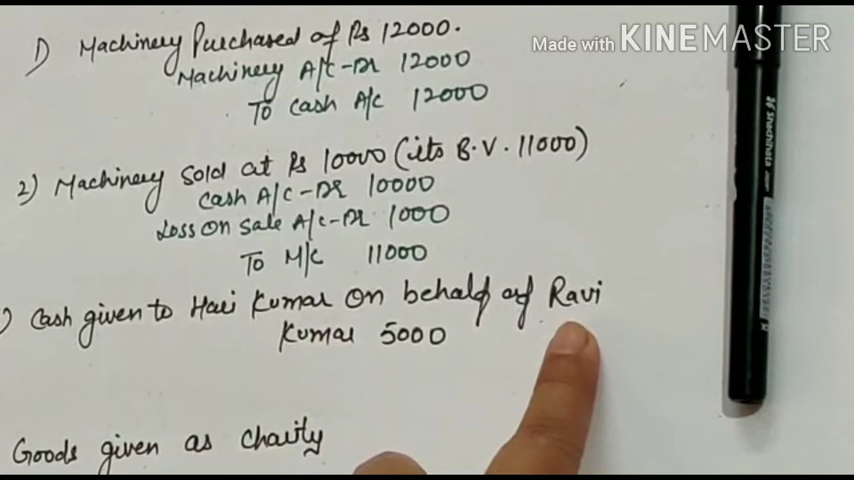 Made with KINEMASTER
1) Machinery Purchased of Rs 12000.
Machinery A/c-Dr 12000
To cash A/c 12000
2) Machinery sold at Rs 10000 (its B.V. 11000)
cash A/c-Dr 10000
Loss on sale A/c-Dr 1000
To M/c 11000
) cash given to Hari Kumar on behalf of Ravi
Kumar 5000
Goods given as charity